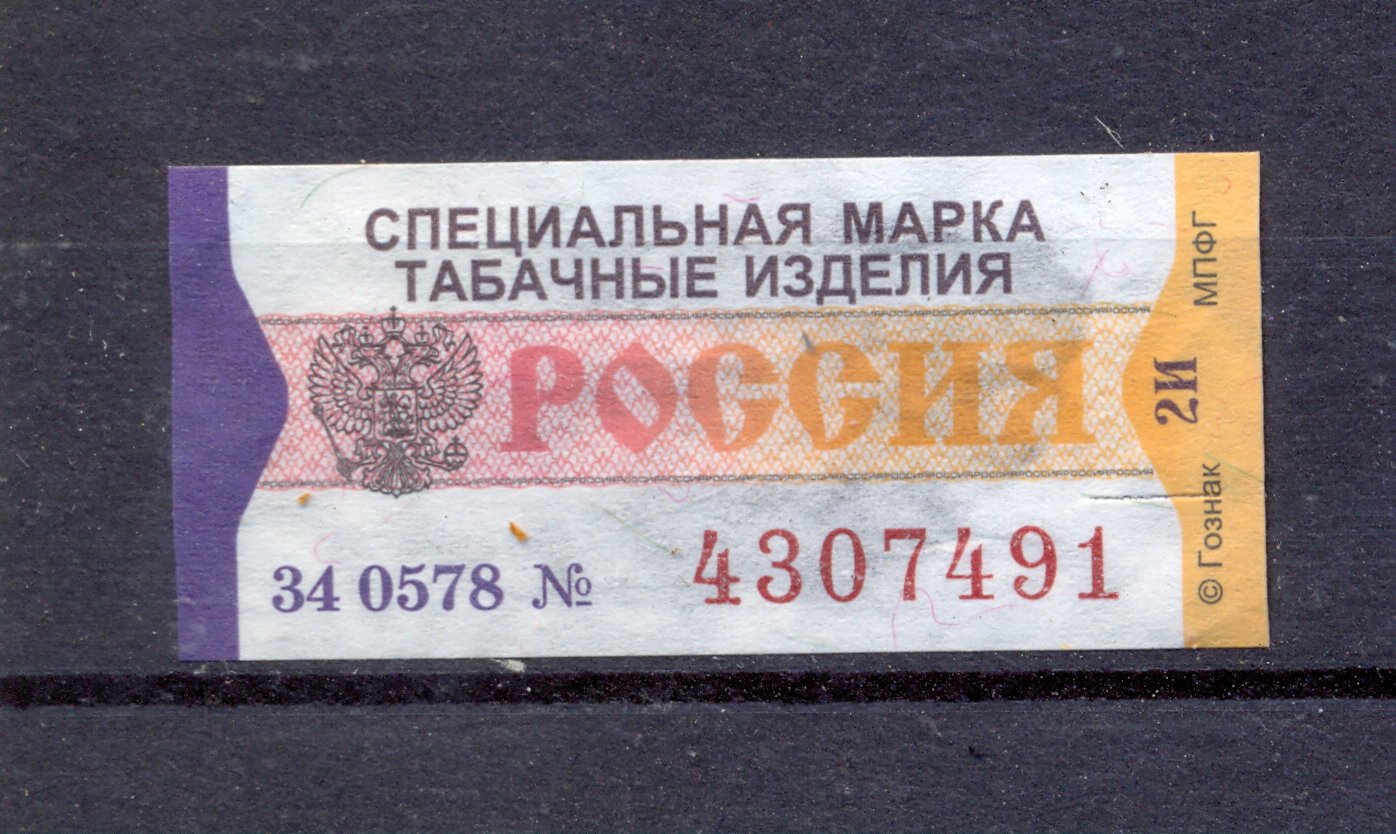 СПЕЦИАЛЬНАЯ МАРКА
ТАБАЧНЫЕ ИЗДЕЛИЯ
РОССИЯ
34 0578 № 4307491
© Гознак
2И
МПФГ